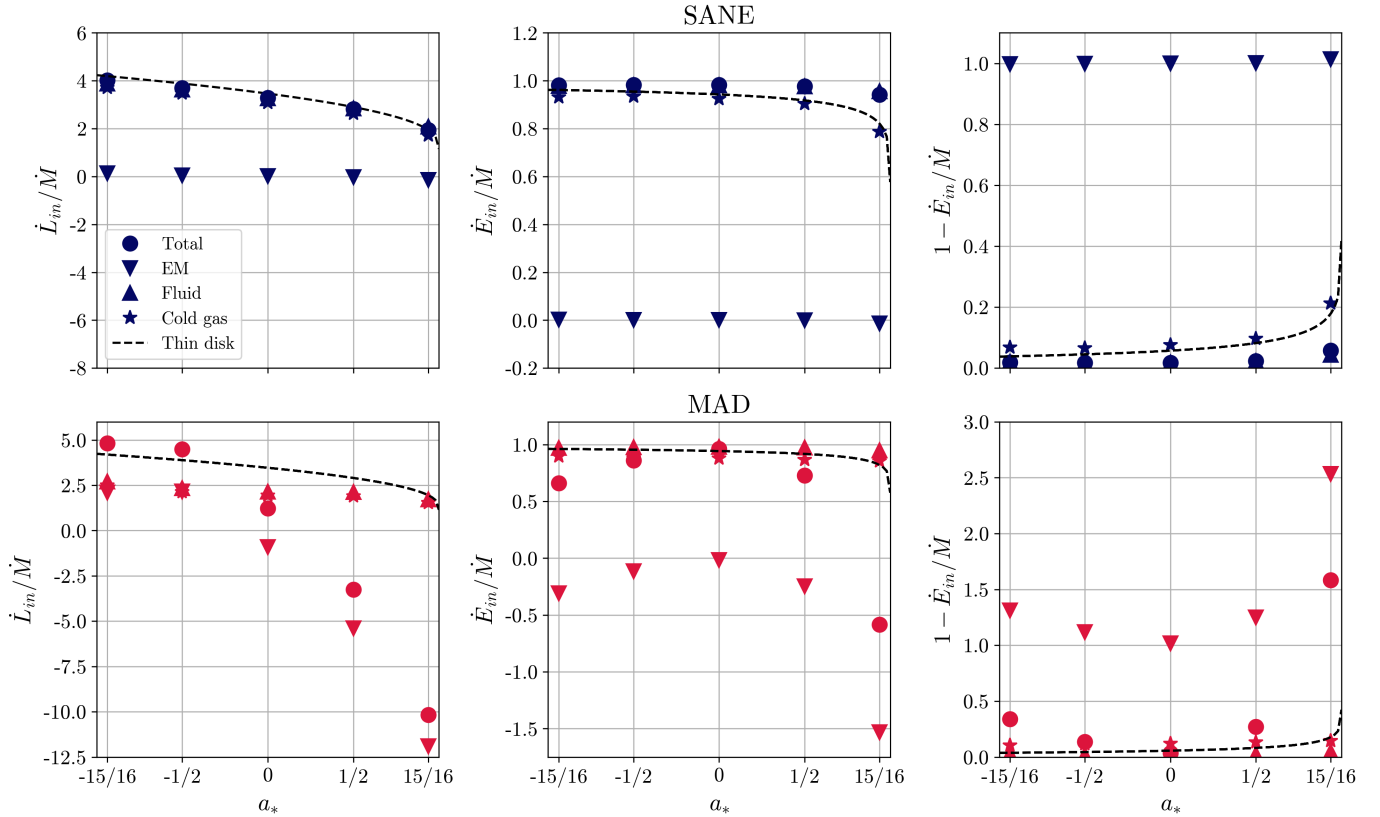 SANE
6
4
2
0
-2
-4
-6
-8
L̇_in/Ṁ
Total
EM
Fluid
Cold gas
Thin disk
1.2
1.0
0.8
0.6
0.4
0.2
0.0
-0.2
Ė_in/Ṁ
1.0
0.8
0.6
0.4
0.2
0.0
1 − Ė_in/Ṁ
MAD
5.0
2.5
0.0
-2.5
-5.0
-7.5
-10.0
-12.5
L̇_in/Ṁ
-15/16 -1/2 0 1/2 15/16
a_*
1.0
0.5
0.0
-0.5
-1.0
-1.5
Ė_in/Ṁ
-15/16 -1/2 0 1/2 15/16
a_*
3.0
2.5
2.0
1.5
1.0
0.5
0.0
1 − Ė_in/Ṁ
-15/16 -1/2 0 1/2 15/16
a_*